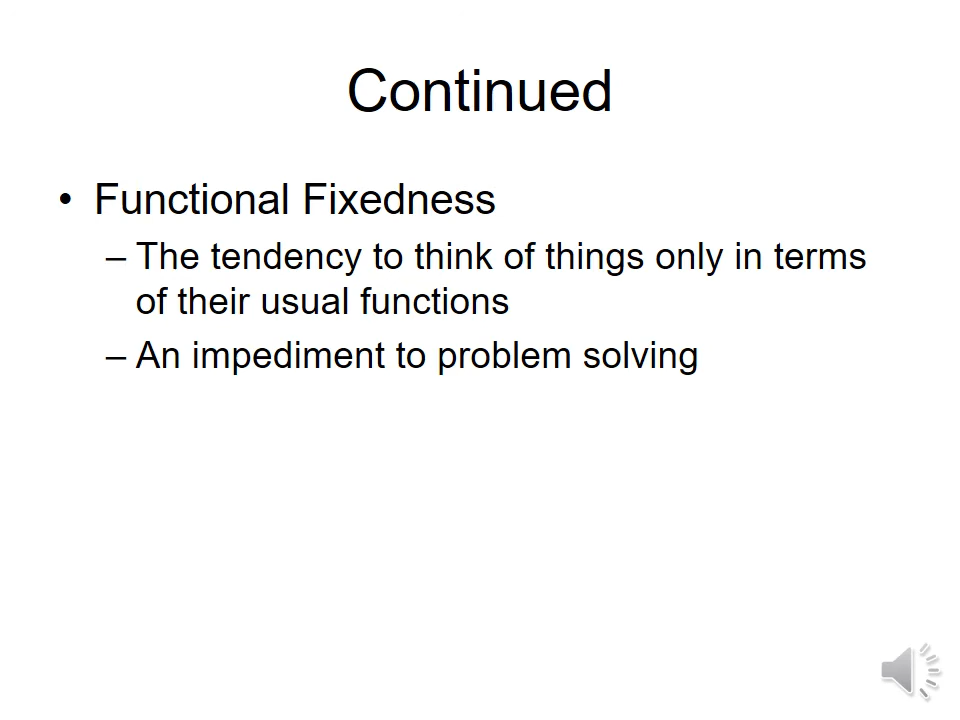 Continued
• Functional Fixedness
– The tendency to think of things only in terms
of their usual functions
– An impediment to problem solving